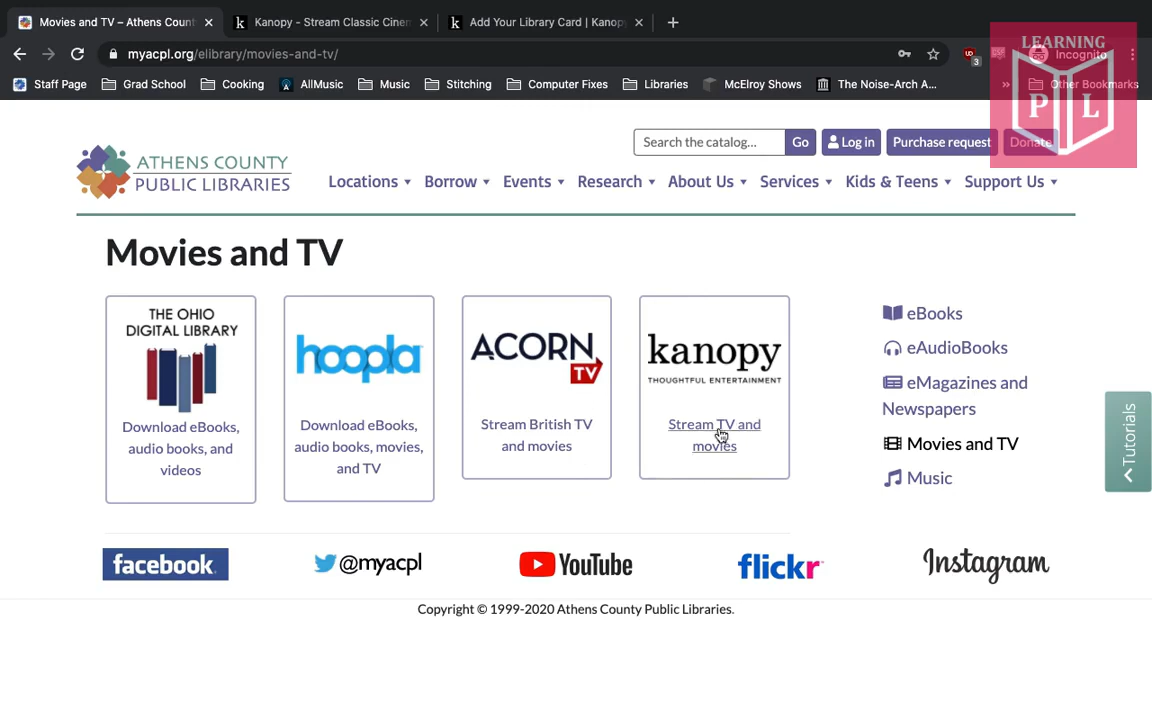 Movies and TV – Athens Count
Kanopy - Stream Classic Cinem
Add Your Library Card | Kanopy
myacpl.org/elibrary/movies-and-tv/
3
Incognito
Staff Page
Grad School
Cooking
AllMusic
Music
Stitching
Computer Fixes
Libraries
McElroy Shows
The Noise-Arch A...
»
Other Bookmarks
LEARNING
P L
ATHENS COUNTY
PUBLIC LIBRARIES
Search the catalog...
Go
Log in
Purchase request
Donate
Locations
Borrow
Events
Research
About Us
Services
Kids & Teens
Support Us
Movies and TV
THE OHIO
DIGITAL LIBRARY
Download eBooks,
audio books, and
videos
hoopla
Download eBooks,
audio books, movies,
and TV
ACORN
TV
Stream British TV
and movies
kanopy
THOUGHTFUL ENTERTAINMENT
Stream TV and
movies
eBooks
eAudioBooks
eMagazines and
Newspapers
Movies and TV
Music
Tutorials
facebook.
@myacpl
YouTube
flickr
Instagram
Copyright © 1999-2020 Athens County Public Libraries.